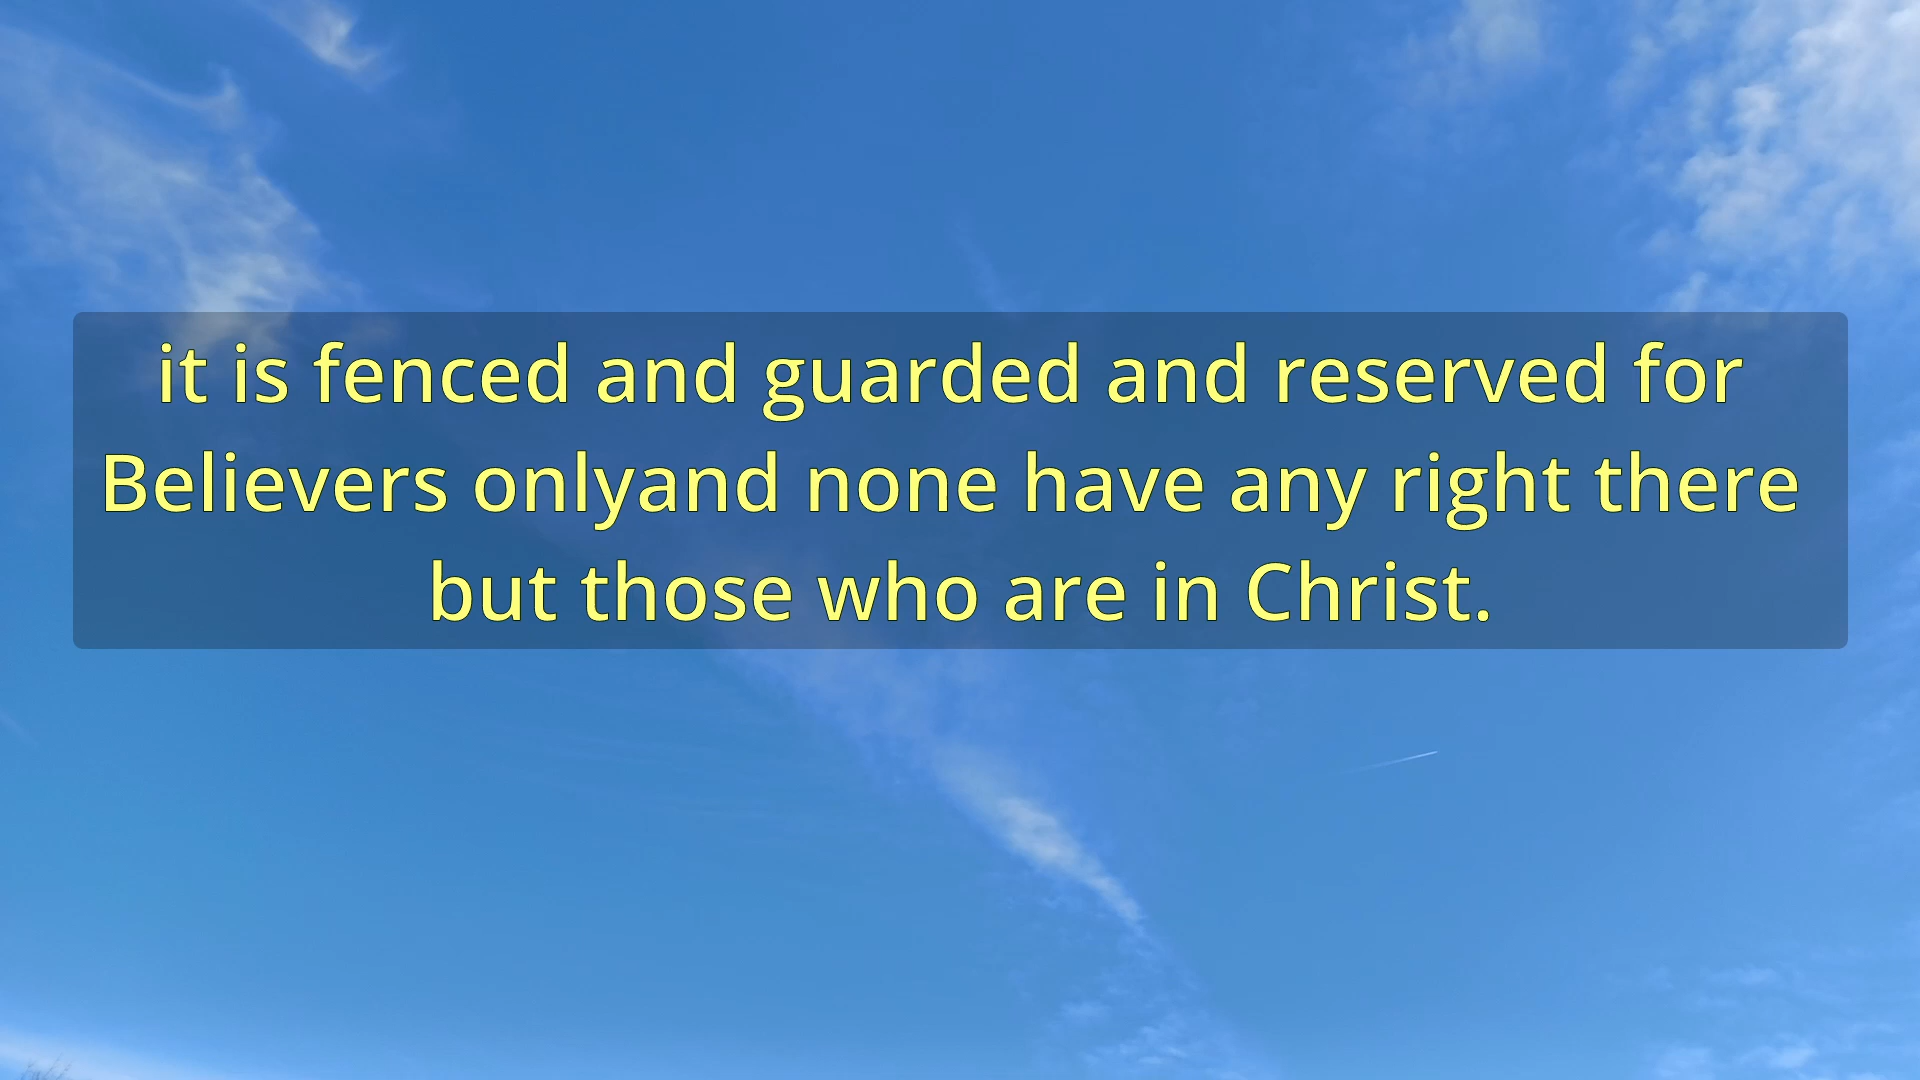 it is fenced and guarded and reserved for
Believers onlyand none have any right there
but those who are in Christ.